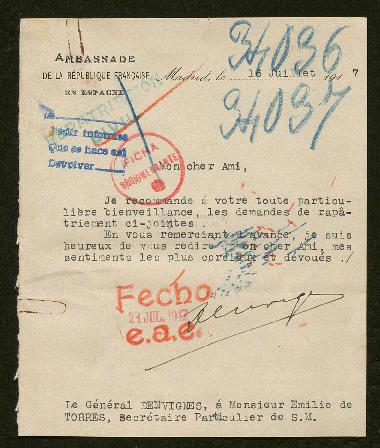 AMBASSADE
DE LA RÉPUBLIQUE FRANÇAISE
EN ESPAGNE
Madrid, le 16 Juillet 1917
34036
34037
Pedir informes
Que se hace así
Devolver
FICHA
Mon cher Ami,
Je recommande á votre toute particu-
lière bienveillance, les demandes de rapa-
triement ci-jointes.
En vous remerciant d'avance, je suis
heureux de vous redire mon cher Ami, mes
sentiments les plus cordiaux et dévoués ./
Fecho
JUL. 1917
e.a.e.
Denvignes
Le Général DENVIGNES, á Monsieur Emilio de
TORRES, Secrétaire Particulier de S.M.